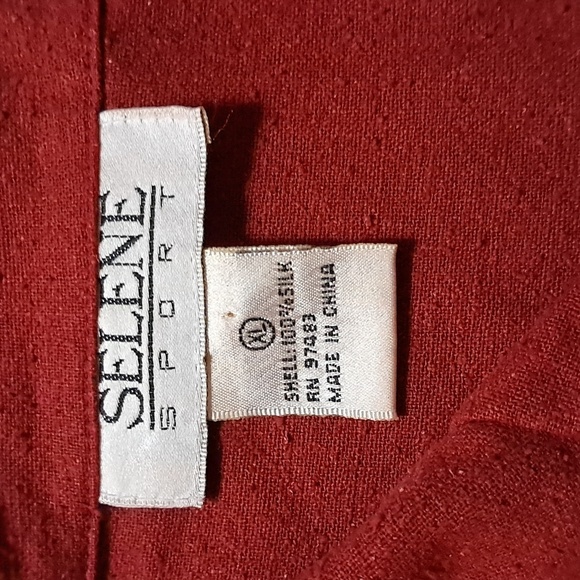 SELENE
SPORT
XL
SHELL:100%SILK
RN 97483
MADE IN CHINA